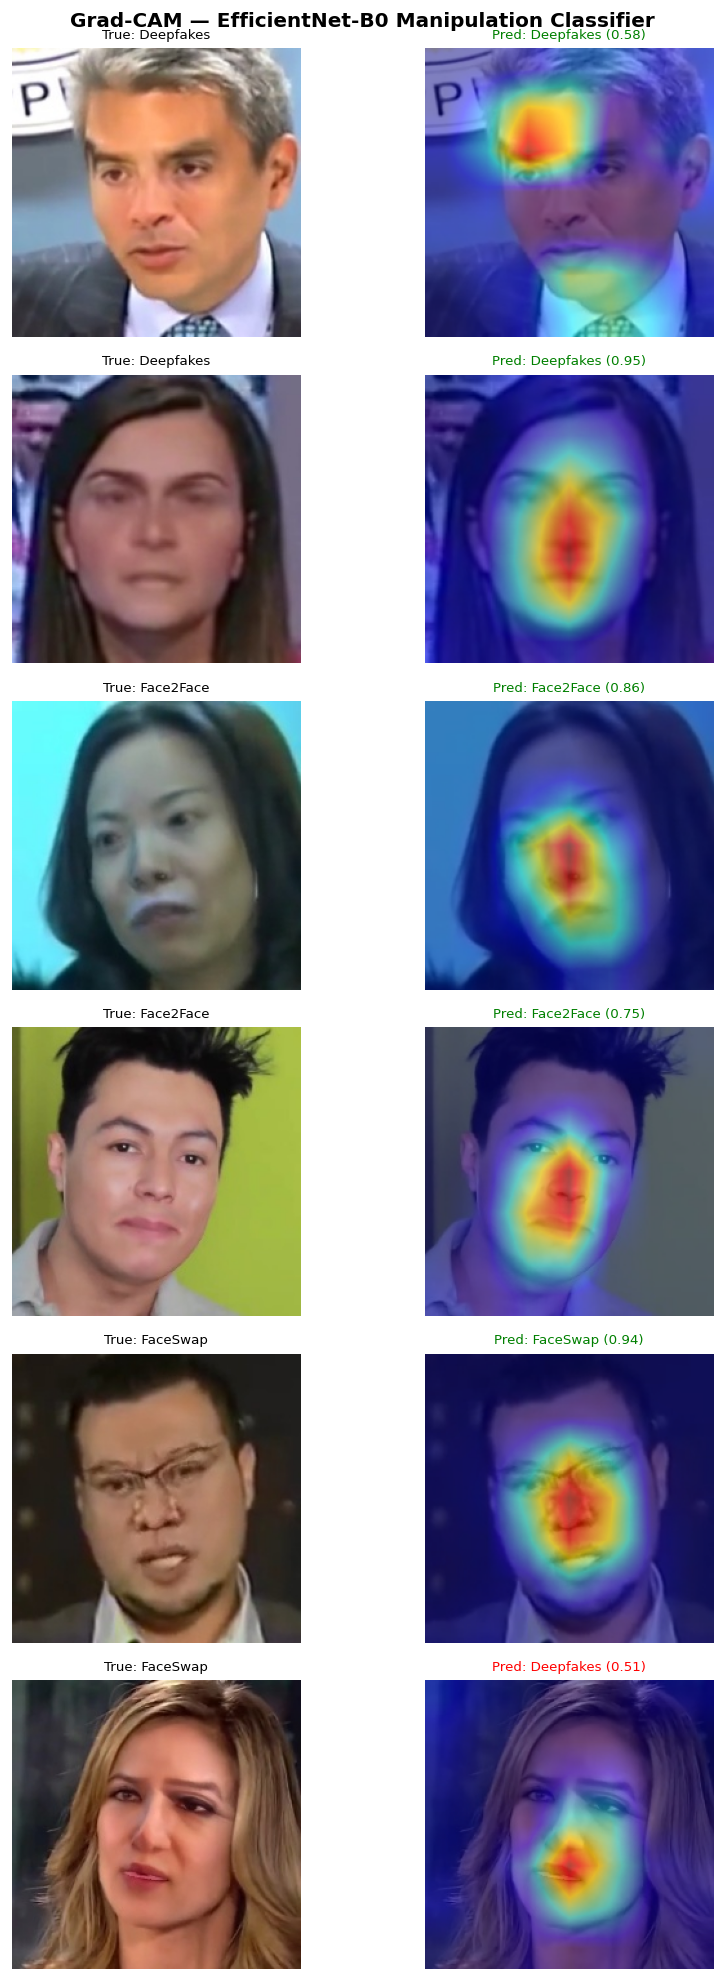 Grad-CAM — EfficientNet-B0 Manipulation Classifier
True: Deepfakes
Pred: Deepfakes (0.58)
PPI
True: Deepfakes
Pred: Deepfakes (0.95)
True: Face2Face
Pred: Face2Face (0.86)
True: Face2Face
Pred: Face2Face (0.75)
True: FaceSwap
Pred: FaceSwap (0.94)
True: FaceSwap
Pred: Deepfakes (0.51)